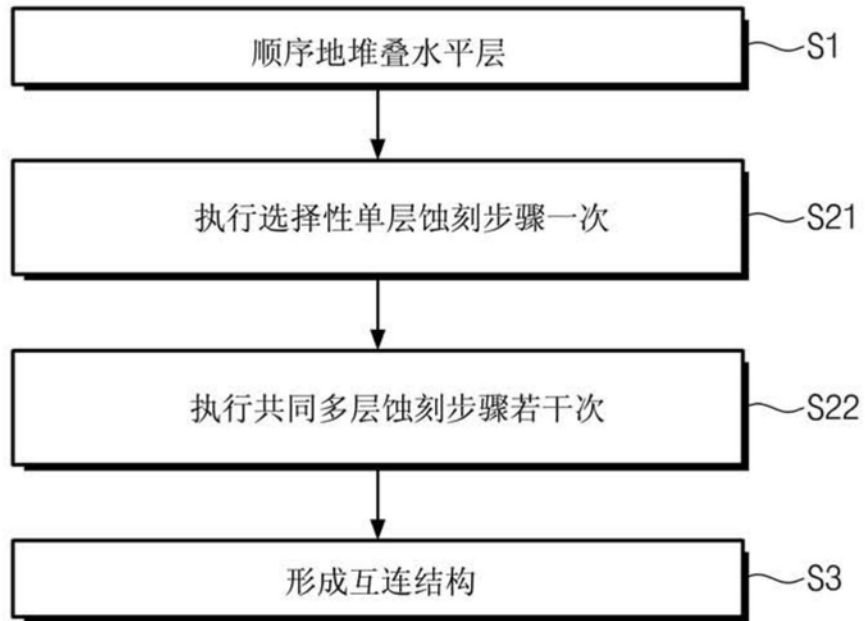 顺序地堆叠水平层
S1
执行选择性单层蚀刻步骤一次
S21
执行共同多层蚀刻步骤若干次
S22
形成互连结构
S3